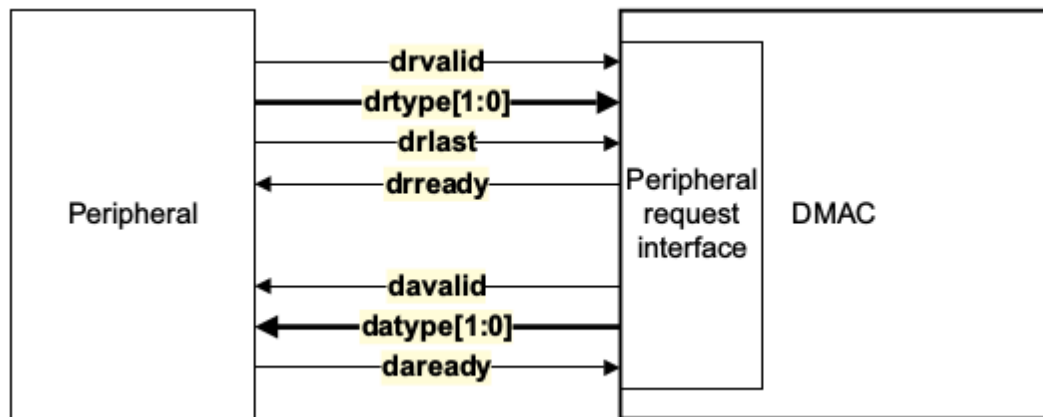 drvalid
drtype[1:0]
drlast
drready
Peripheral
Peripheral
request
interface
DMAC
davalid
datype[1:0]
daready